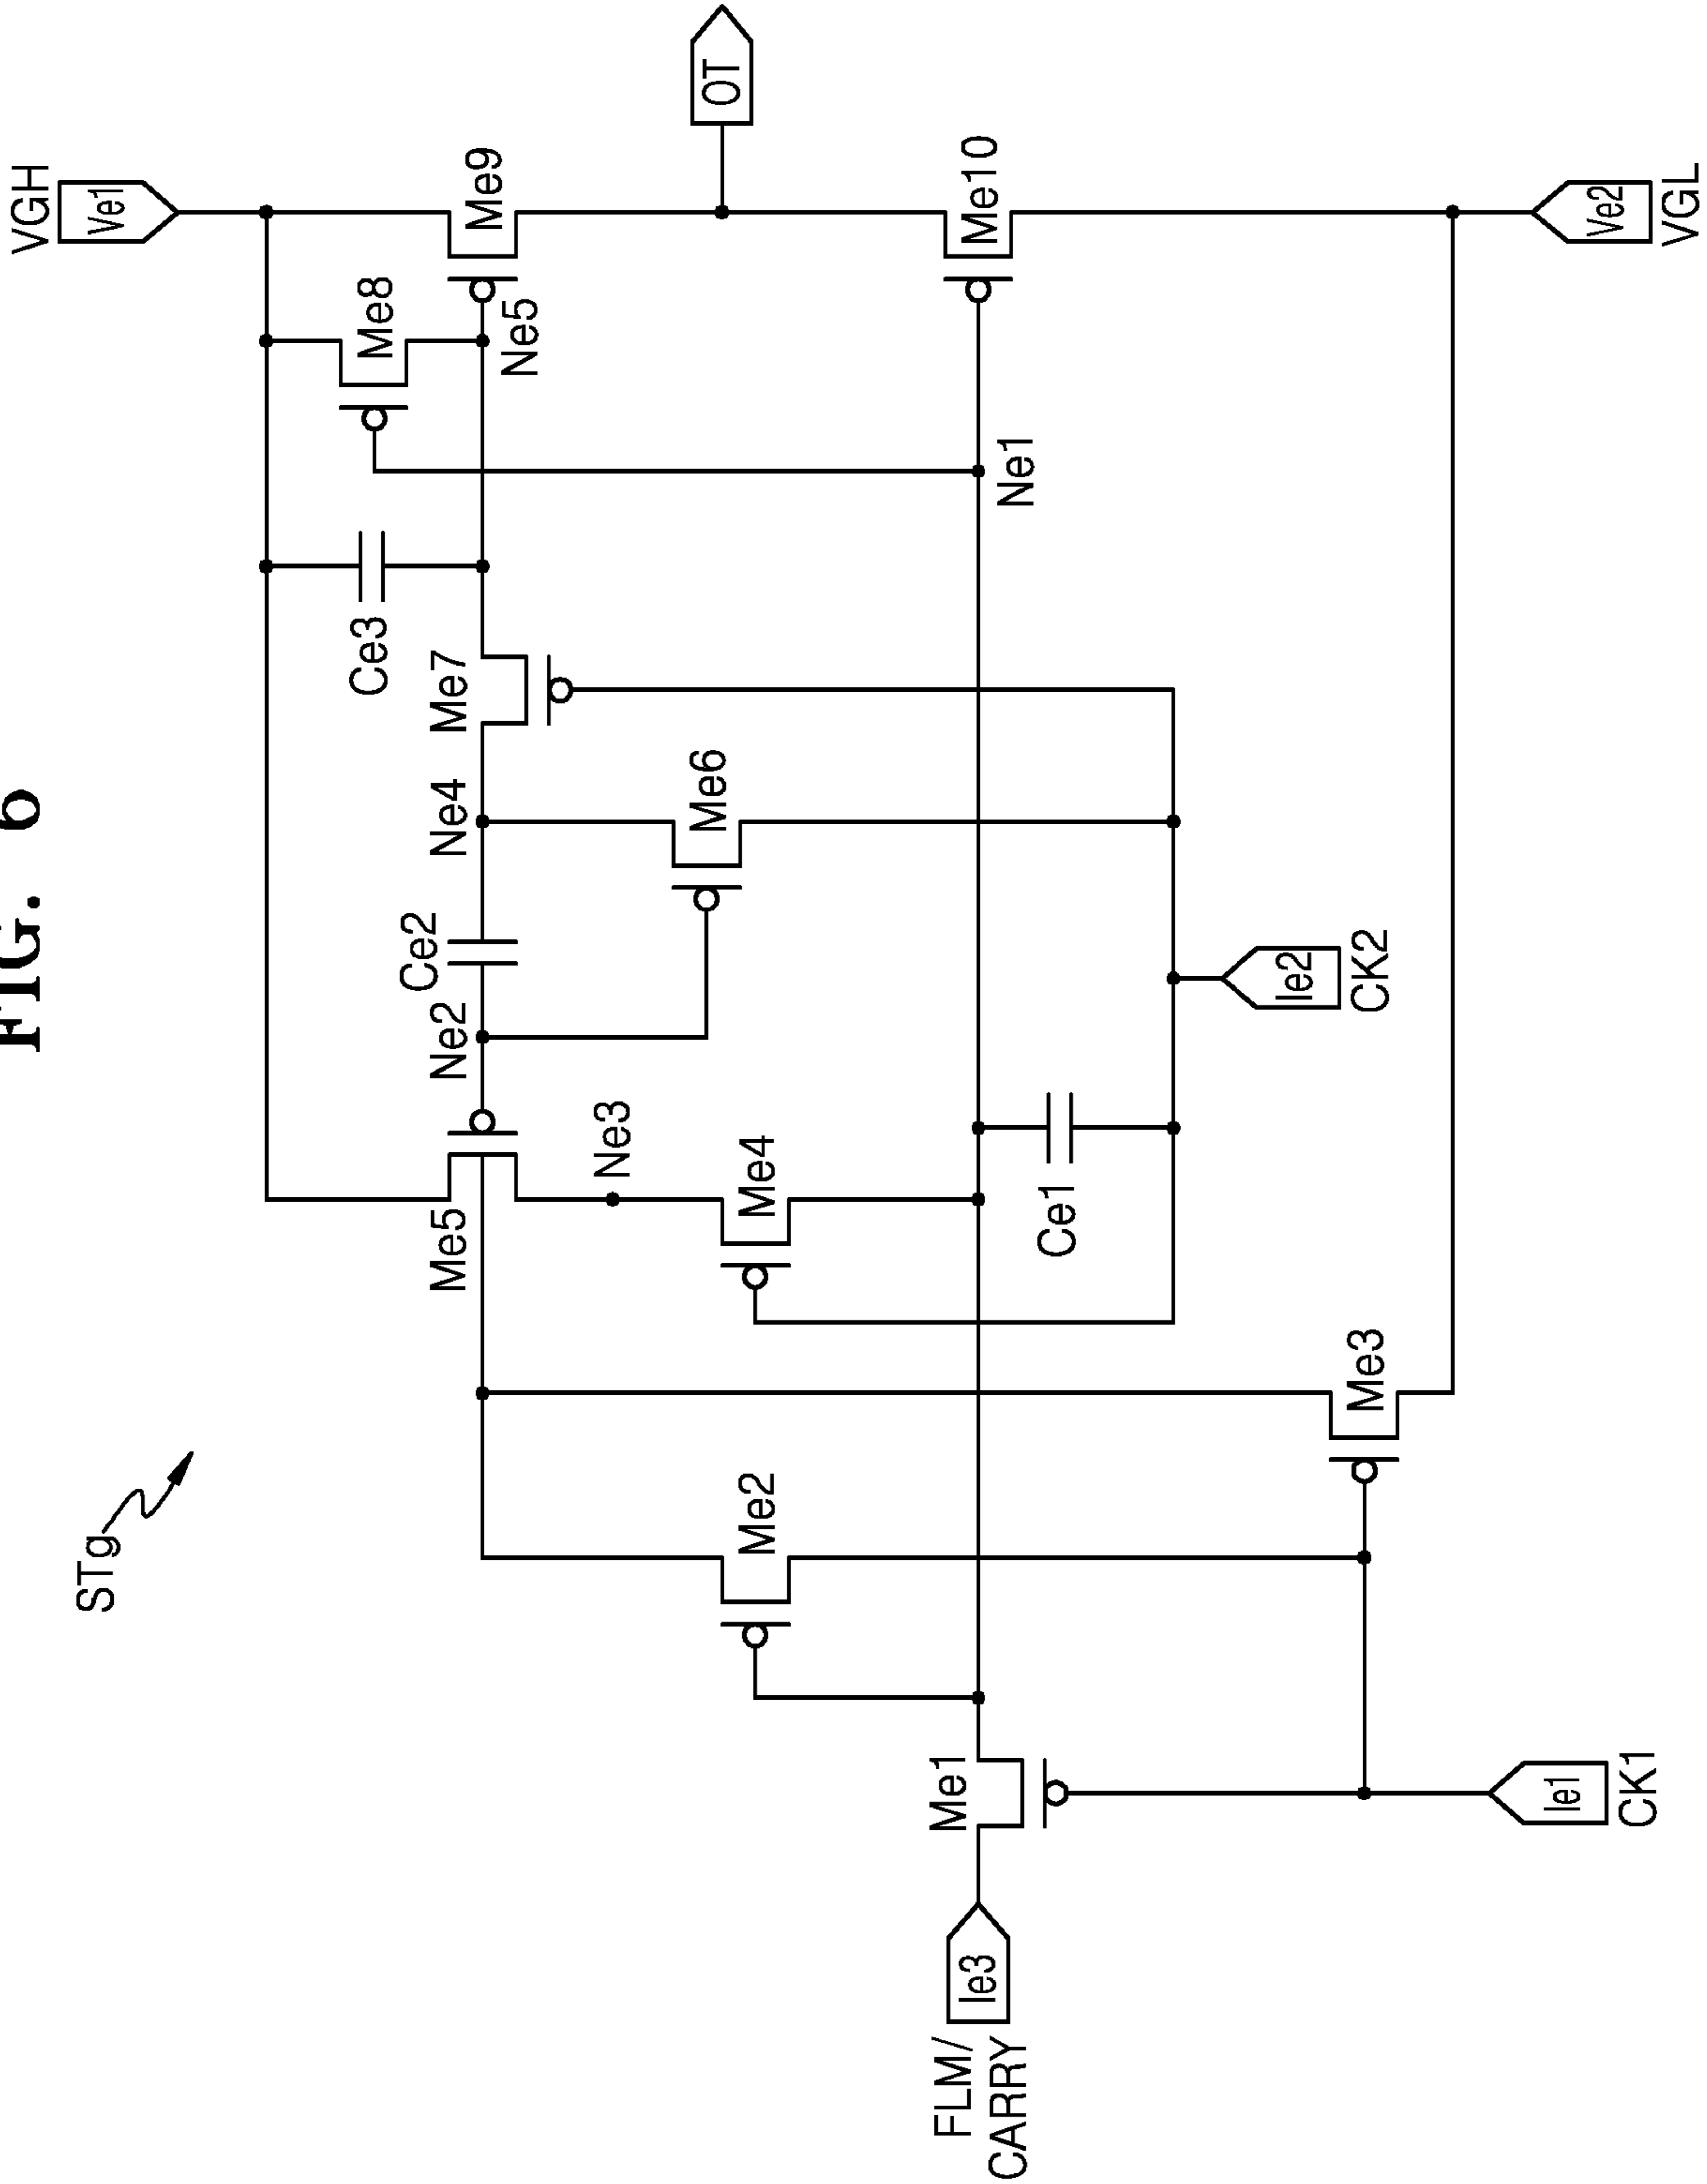 FIG. 6
STg
VGH
Ve1
Me8
Me9
Ne5
OT
Ce3
Me7
Ne4
Ce2
Ne2
Me5
Me6
Ne3
Me4
Me2
Me10
Ne1
Me1
Ie3
FLM/
CARRY
Ce1
Ie2
CK2
Me3
Ie1
CK1
Ve2
VGL